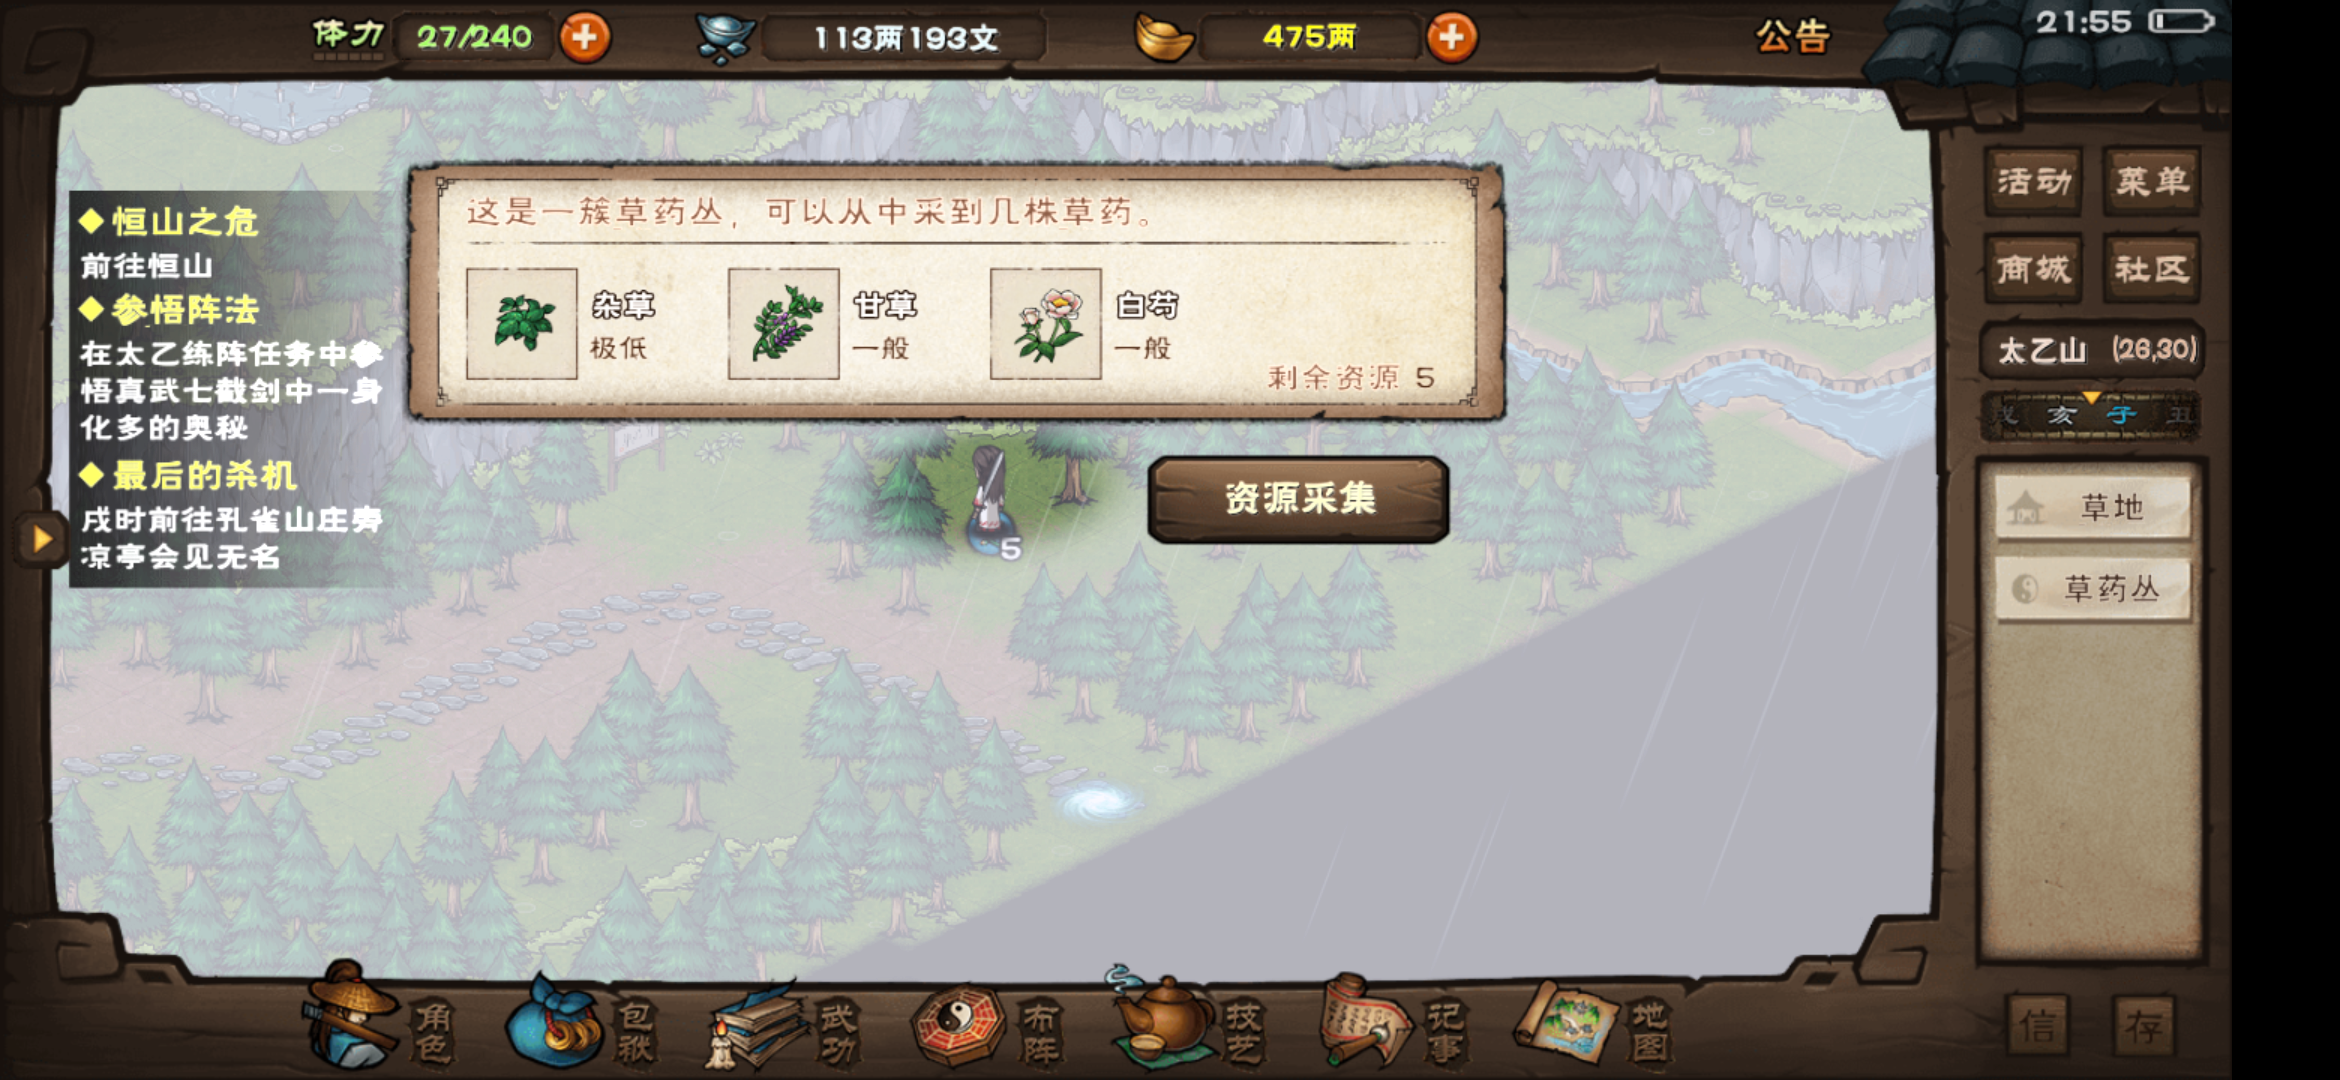 体力 27/240 113两193文 475两 公告 21:55
活动 菜单
商城 社区
太乙山 (26,30)
戌 亥 子 丑
草地
草药丛
这是一簇草药丛，可以从中采到几株草药。
杂草 甘草 白芍
极低 一般 一般
剩余资源 5
资源采集
5
◆恒山之危
前往恒山
◆参悟阵法
在太乙练阵任务中参
悟真武七截剑中一身
化多的奥秘
◆最后的杀机
戌时前往孔雀山庄旁
凉亭会见无名
角色 包袱 武功 布阵 技艺 记事 地图 信 存